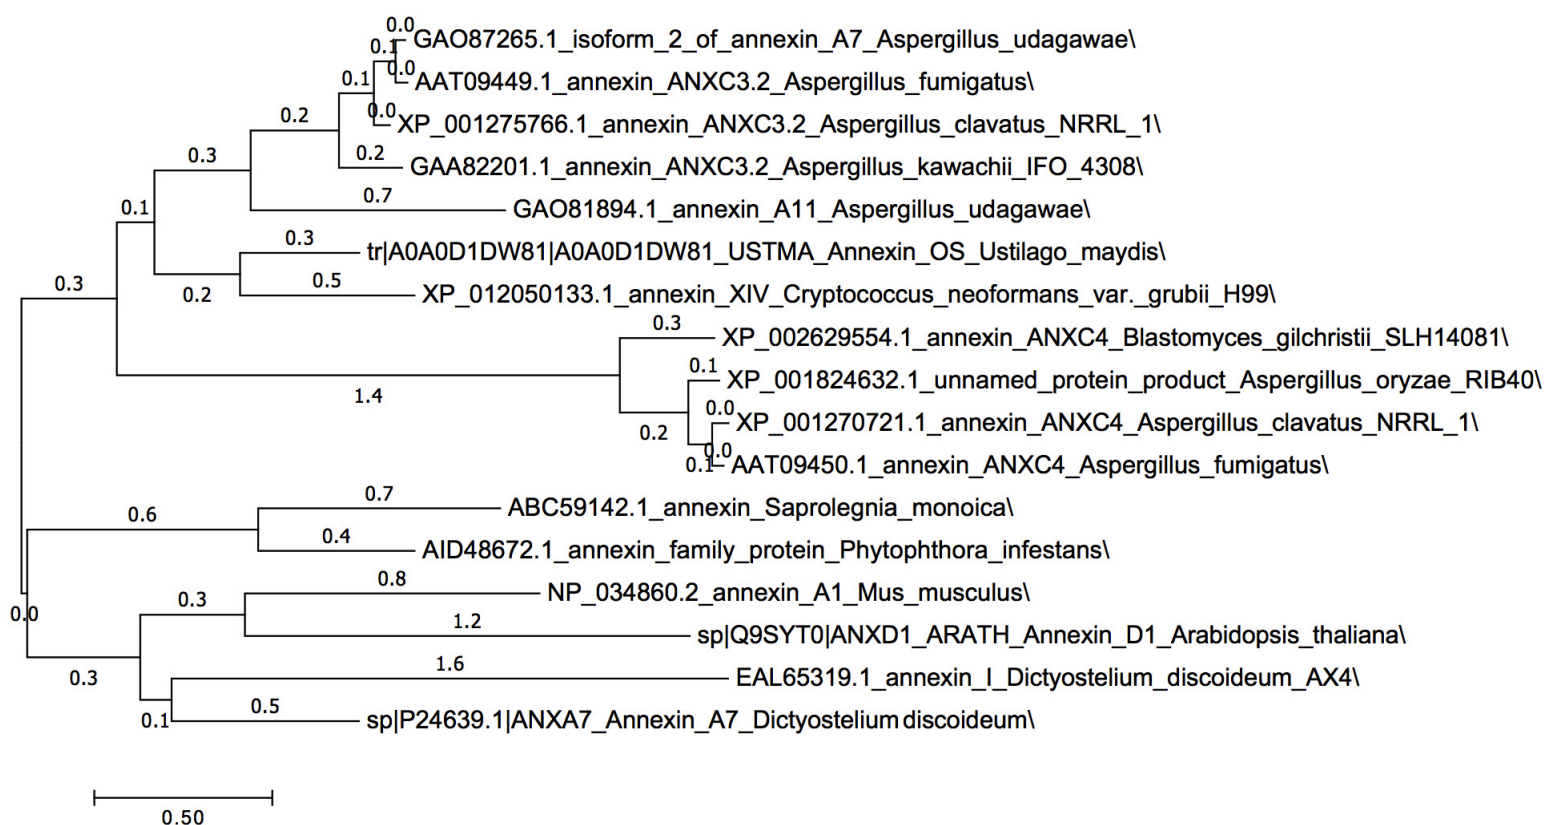 0.0
0.1
GAO87265.1_isoform_2_of_annexin_A7_Aspergillus_udagawae\
0.0
0.1
AAT09449.1_annexin_ANXC3.2_Aspergillus_fumigatus\
0.2
0.0
XP_001275766.1_annexin_ANXC3.2_Aspergillus_clavatus_NRRL_1\
0.3
0.2
GAA82201.1_annexin_ANXC3.2_Aspergillus_kawachii_IFO_4308\
0.1
0.7
GAO81894.1_annexin_A11_Aspergillus_udagawae\
0.3
tr|A0A0D1DW81|A0A0D1DW81_USTMA_Annexin_OS_Ustilago_maydis\
0.3
0.2
0.5
XP_012050133.1_annexin_XIV_Cryptococcus_neoformans_var._grubii_H99\
0.3
XP_002629554.1_annexin_ANXC4_Blastomyces_gilchristii_SLH14081\
0.1
XP_001824632.1_unnamed_protein_product_Aspergillus_oryzae_RIB40\
1.4
0.0
XP_001270721.1_annexin_ANXC4_Aspergillus_clavatus_NRRL_1\
0.2
0.0
0.1
AAT09450.1_annexin_ANXC4_Aspergillus_fumigatus\
0.7
ABC59142.1_annexin_Saprolegnia_monoica\
0.6
0.4
AID48672.1_annexin_family_protein_Phytophthora_infestans\
0.8
NP_034860.2_annexin_A1_Mus_musculus\
0.3
0.0
1.2
sp|Q9SYT0|ANXD1_ARATH_Annexin_D1_Arabidopsis_thaliana\
0.3
1.6
EAL65319.1_annexin_I_Dictyostelium_discoideum_AX4\
0.1
0.5
sp|P24639.1|ANXA7_Annexin_A7_Dictyostelium discoideum\
0.50